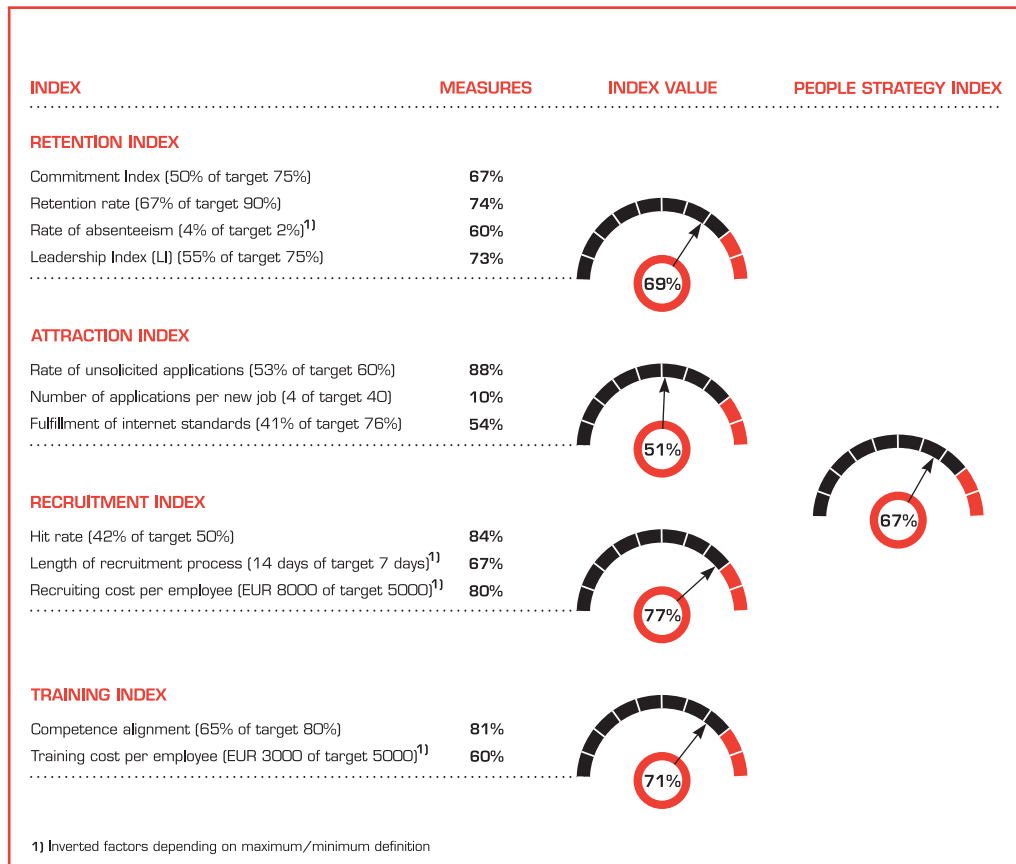 INDEX MEASURES INDEX VALUE PEOPLE STRATEGY INDEX
RETENTION INDEX
Commitment Index (50% of target 75%) 67%
Retention rate (67% of target 90%) 74%
Rate of absenteeism (4% of target 2%)1) 60%
Leadership Index (LI) (55% of target 75%) 73%
69%
ATTRACTION INDEX
Rate of unsolicited applications (53% of target 60%) 88%
Number of applications per new job (4 of target 40) 10%
Fulfillment of internet standards (41% of target 76%) 54%
51%
67%
RECRUITMENT INDEX
Hit rate (42% of target 50%) 84%
Length of recruitment process (14 days of target 7 days)1) 67%
Recruiting cost per employee (EUR 8000 of target 5000)1) 80%
77%
TRAINING INDEX
Competence alignment (65% of target 80%) 81%
Training cost per employee (EUR 3000 of target 5000)1) 60%
71%
1) Inverted factors depending on maximum/minimum definition